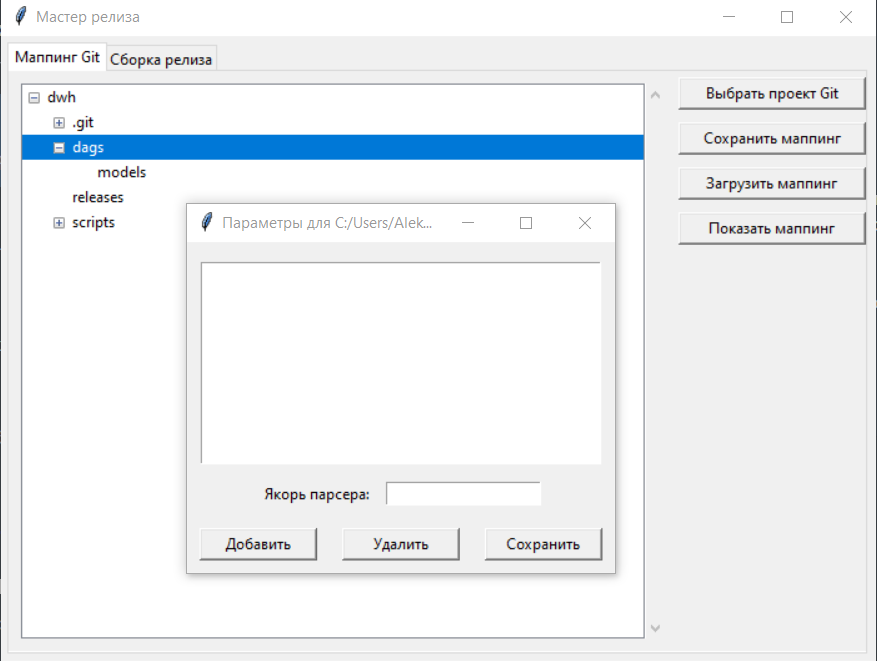 Мастер релиза
Маппинг Git
Сборка релиза
dwh
.git
dags
models
releases
scripts
Выбрать проект Git
Сохранить маппинг
Загрузить маппинг
Показать маппинг
Параметры для C:/Users/Alek...
Якорь парсера:
Добавить
Удалить
Сохранить